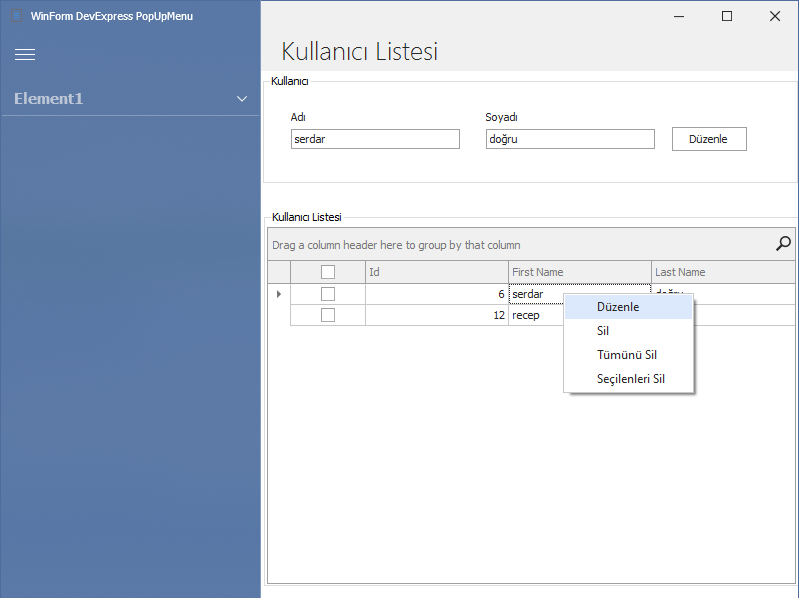 WinForm DevExpress PopUpMenu
Element1
Kullanıcı Listesi
Kullanıcı
Adı
Soyadı
serdar
doğru
Düzenle
Kullanıcı Listesi
Drag a column header here to group by that column
Id
First Name
Last Name
6
serdar
doğru
12
recep
Düzenle
Sil
Tümünü Sil
Seçilenleri Sil